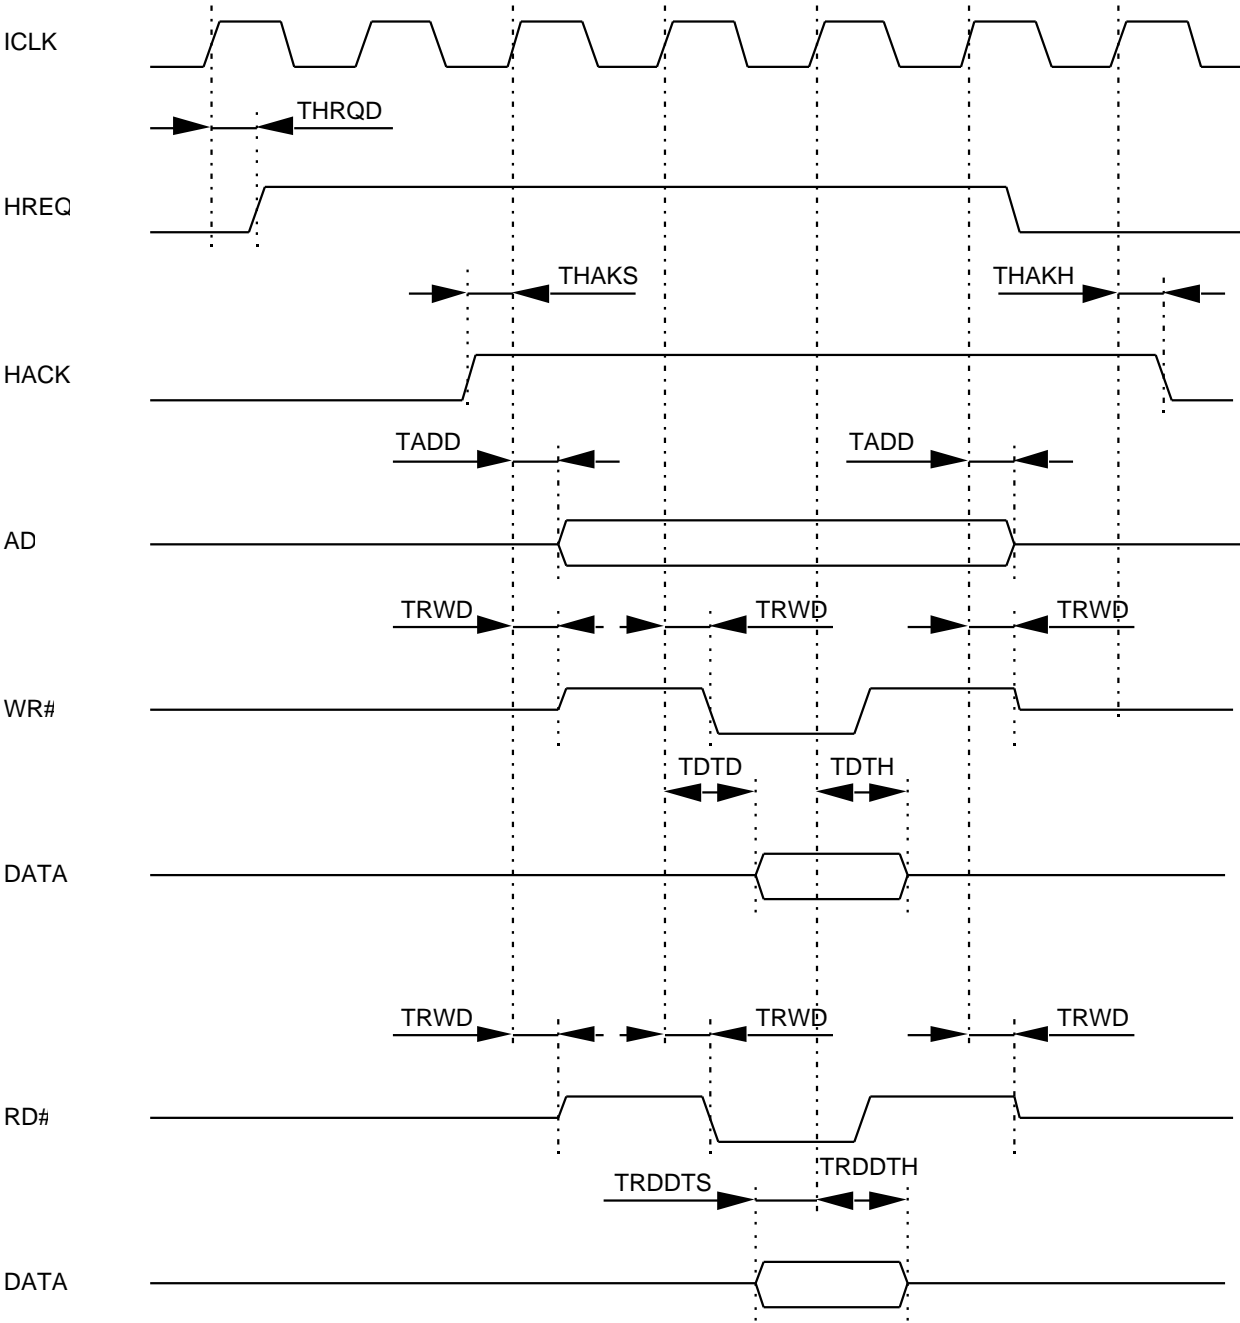 ICLK
THRQD
HREQ
THAKS THAKH
HACK
TADD TADD
AD
TRWD TRWD TRWD
WR#
TDTD TDTH
DATA
TRWD TRWD TRWD
RD#
TRDDTS TRDDTH
DATA